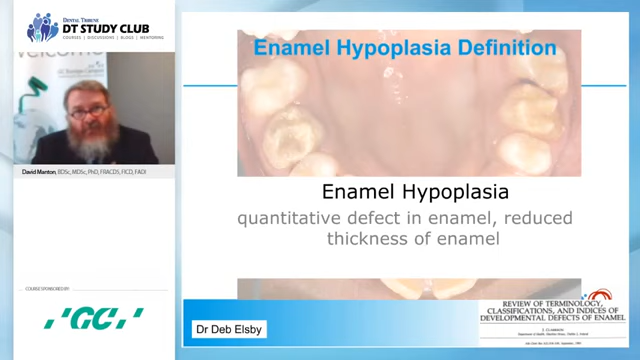 DENTAL TRIBUNE
DT STUDY CLUB
COURSES | DISCUSSIONS | BLOGS | MENTORING
welcome
David Manton, BDSc, MDSc, PhD, FRACDS, FICD, FADI
COURSE SPONSORED BY:
GC
Enamel Hypoplasia Definition
Enamel Hypoplasia
quantitative defect in enamel, reduced
thickness of enamel
Dr Deb Elsby
REVIEW OF TERMINOLOGY,
CLASSIFICATIONS, AND INDICES OF
DEVELOPMENTAL DEFECTS OF ENAMEL